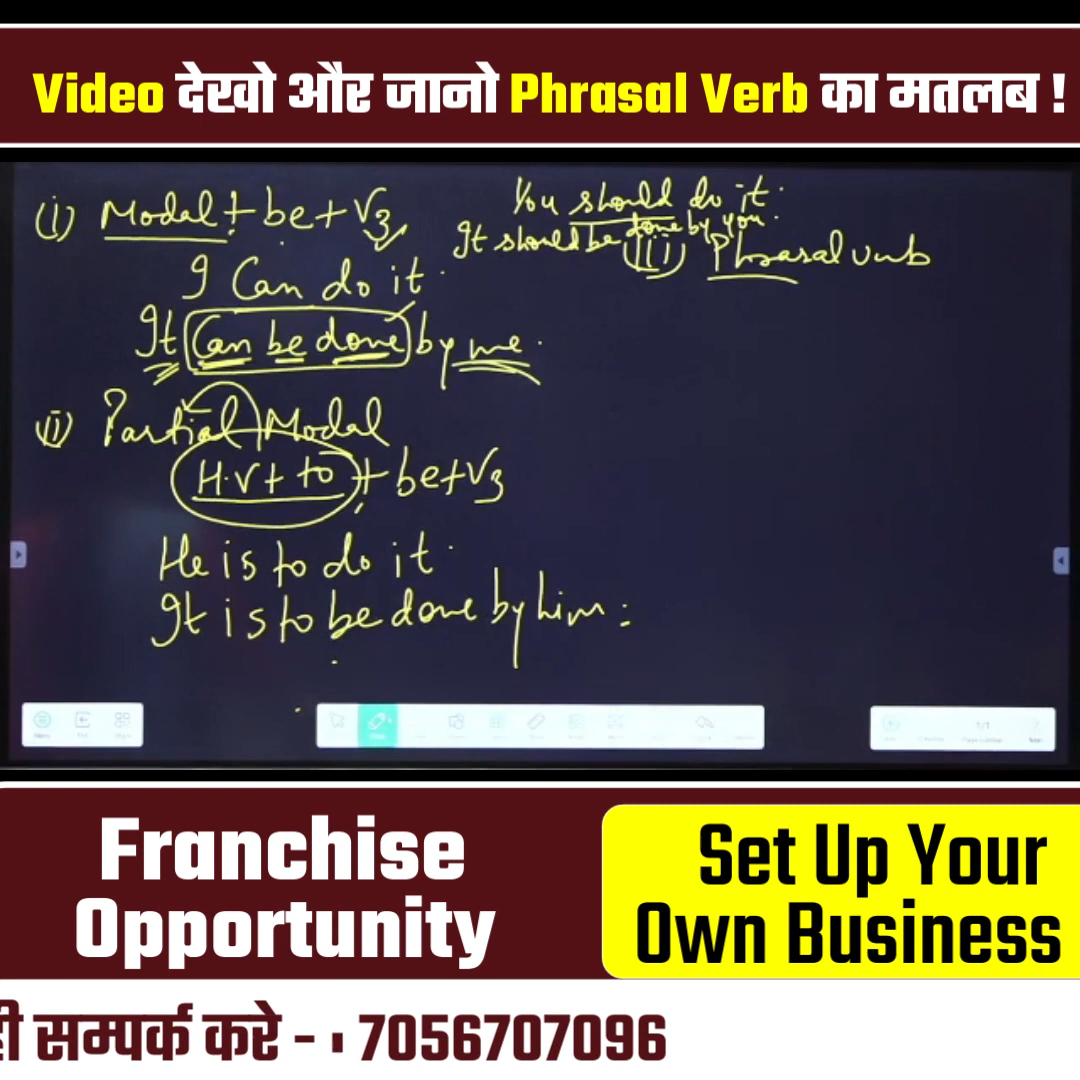 Video देखो और जानो Phrasal Verb का मतलब !
(i) Modal + be + V3
You should do it.
It should be done by you.
I Can do it.
It Can be done by me.
(iii) Phrasal verb
(ii) Partial Modal
H.V + to + be + V3
He is to do it.
It is to be done by him :
Menu
1/1
Franchise
Opportunity
Set Up Your
Own Business
ही सम्पर्क करे - : 7056707096